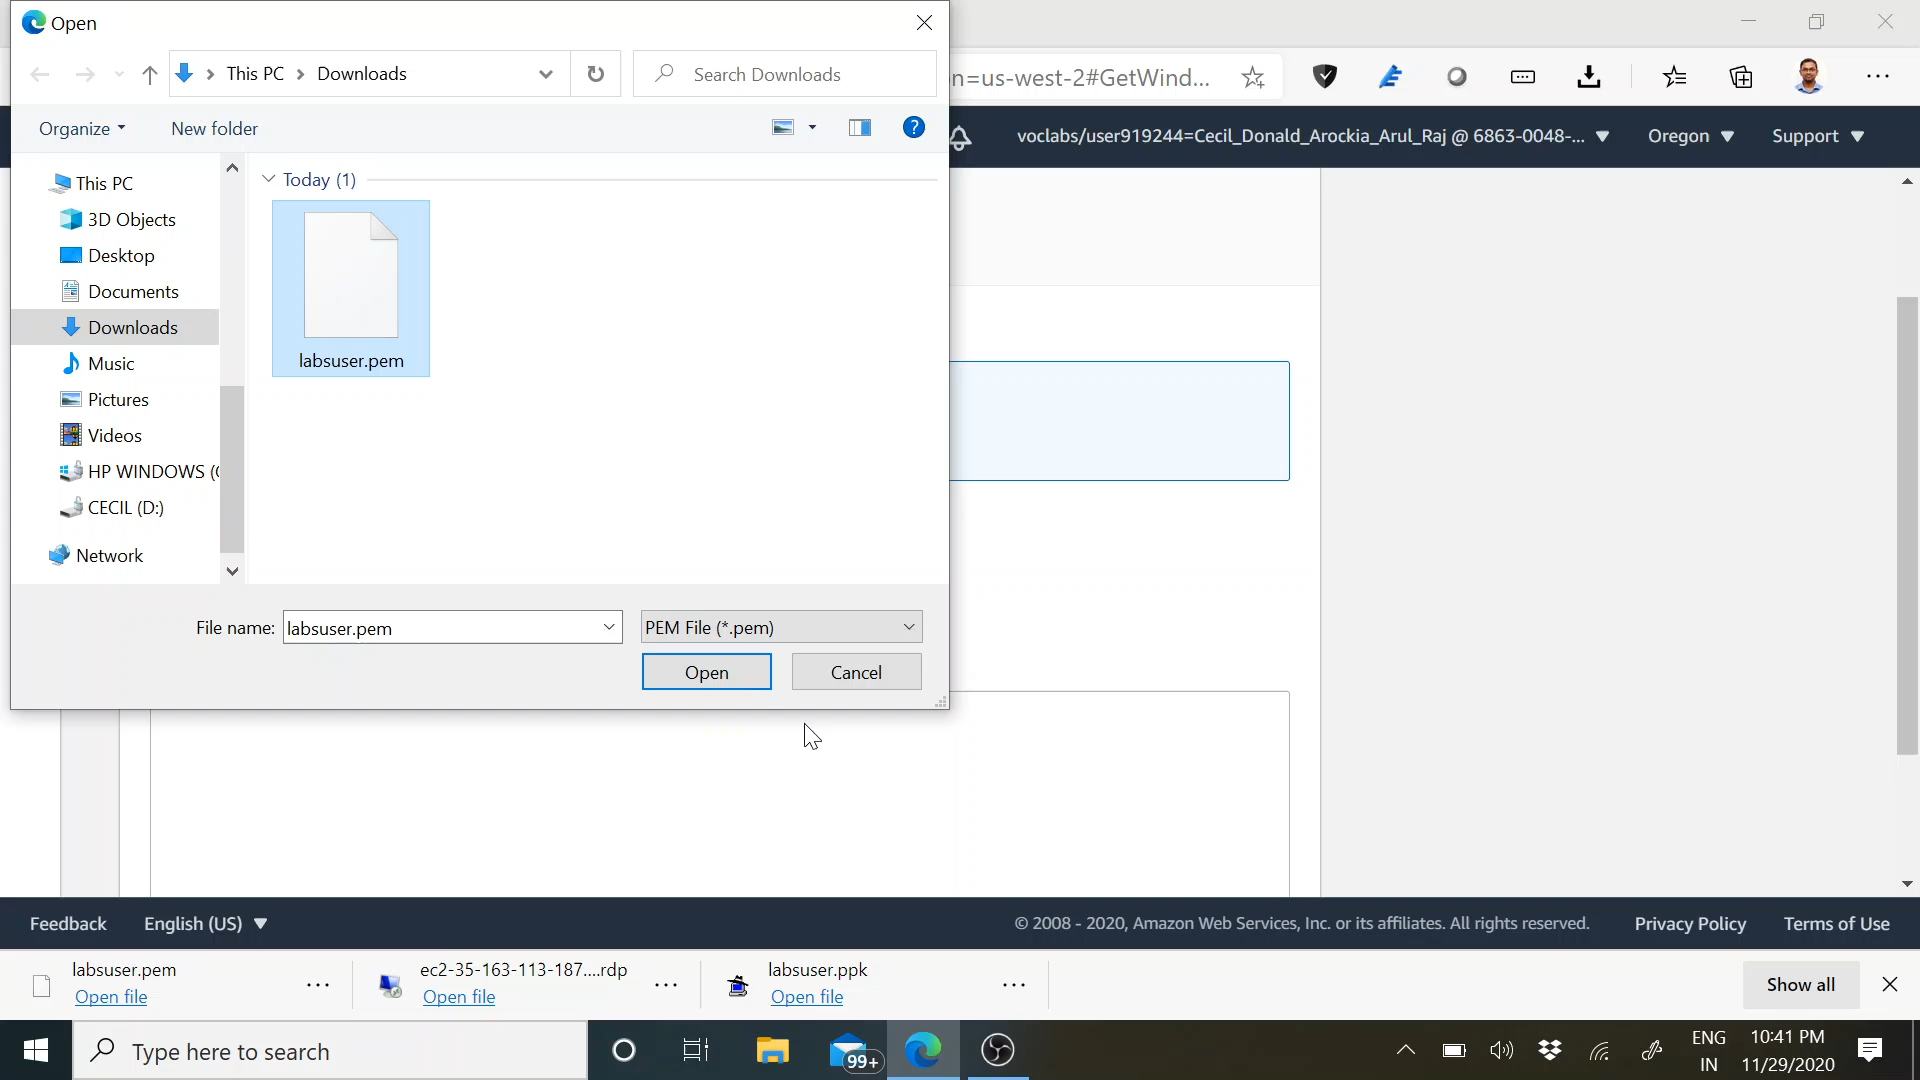 Open
This PC
Downloads
Search Downloads
n=us-west-2#GetWind...
Organize
New folder
voclabs/user919244=Cecil_Donald_Arockia_Arul_Raj @ 6863-0048-...
Oregon
Support
This PC
3D Objects
Desktop
Documents
Downloads
Music
Pictures
Videos
HP WINDOWS (
CECIL (D:)
Network
Today (1)
labsuser.pem
File name:
labsuser.pem
PEM File (*.pem)
Open
Cancel
Feedback
English (US)
© 2008 - 2020, Amazon Web Services, Inc. or its affiliates. All rights reserved.
Privacy Policy
Terms of Use
labsuser.pem
Open file
ec2-35-163-113-187....rdp
Open file
labsuser.ppk
Open file
Show all
Type here to search
99+
ENG
IN
10:41 PM
11/29/2020